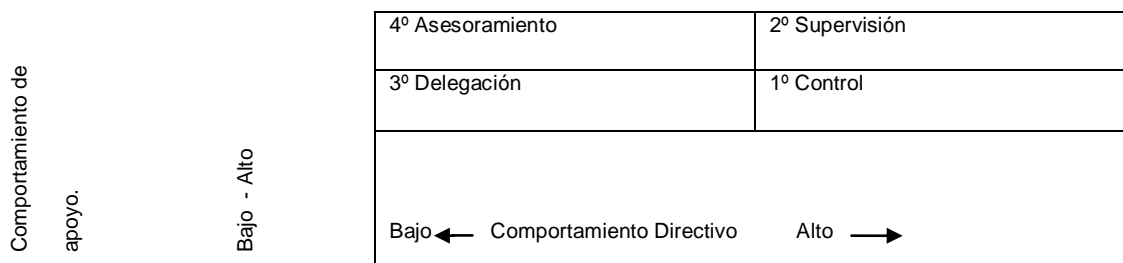 4º Asesoramiento 2º Supervisión
3º Delegación 1º Control
Comportamiento de
apoyo.
Bajo - Alto
Bajo Comportamiento Directivo Alto